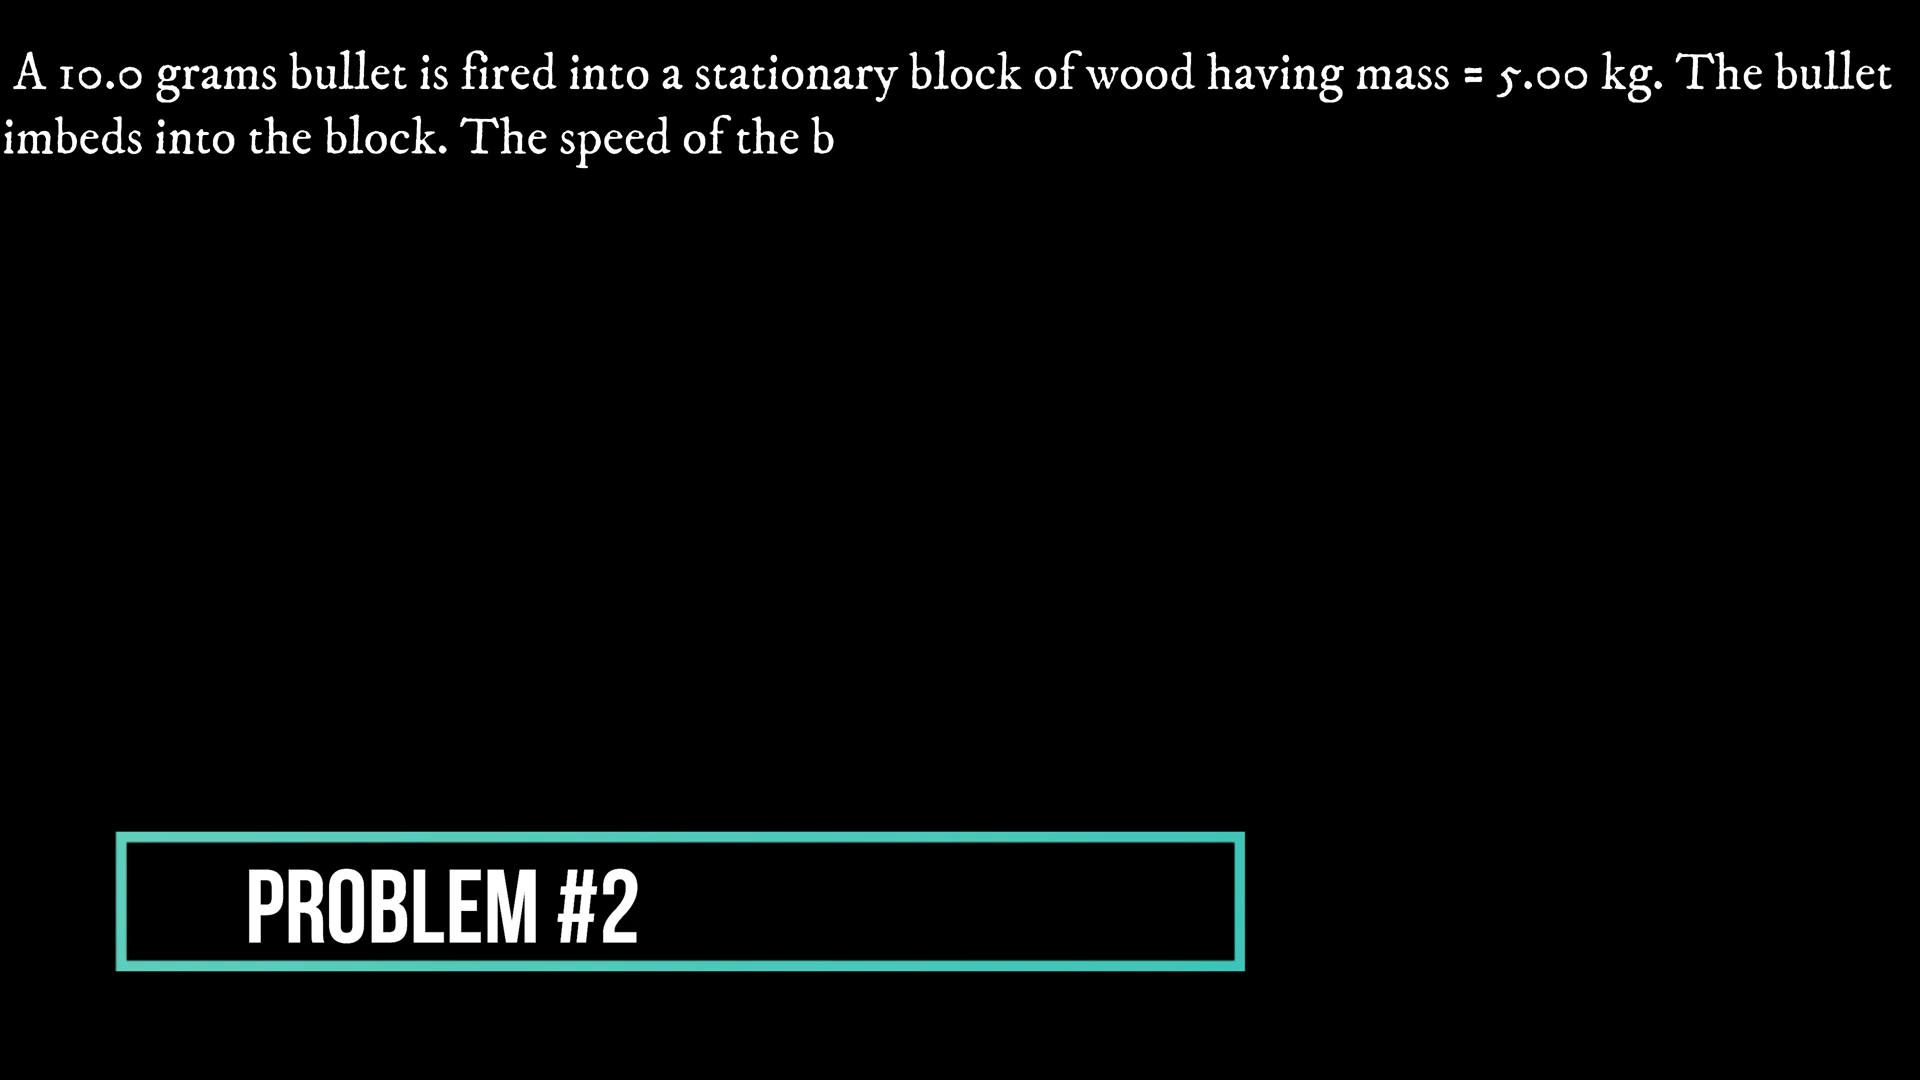 A 10.0 grams bullet is fired into a stationary block of wood having mass = 5.00 kg. The bullet
imbeds into the block. The speed of the b
PROBLEM #2